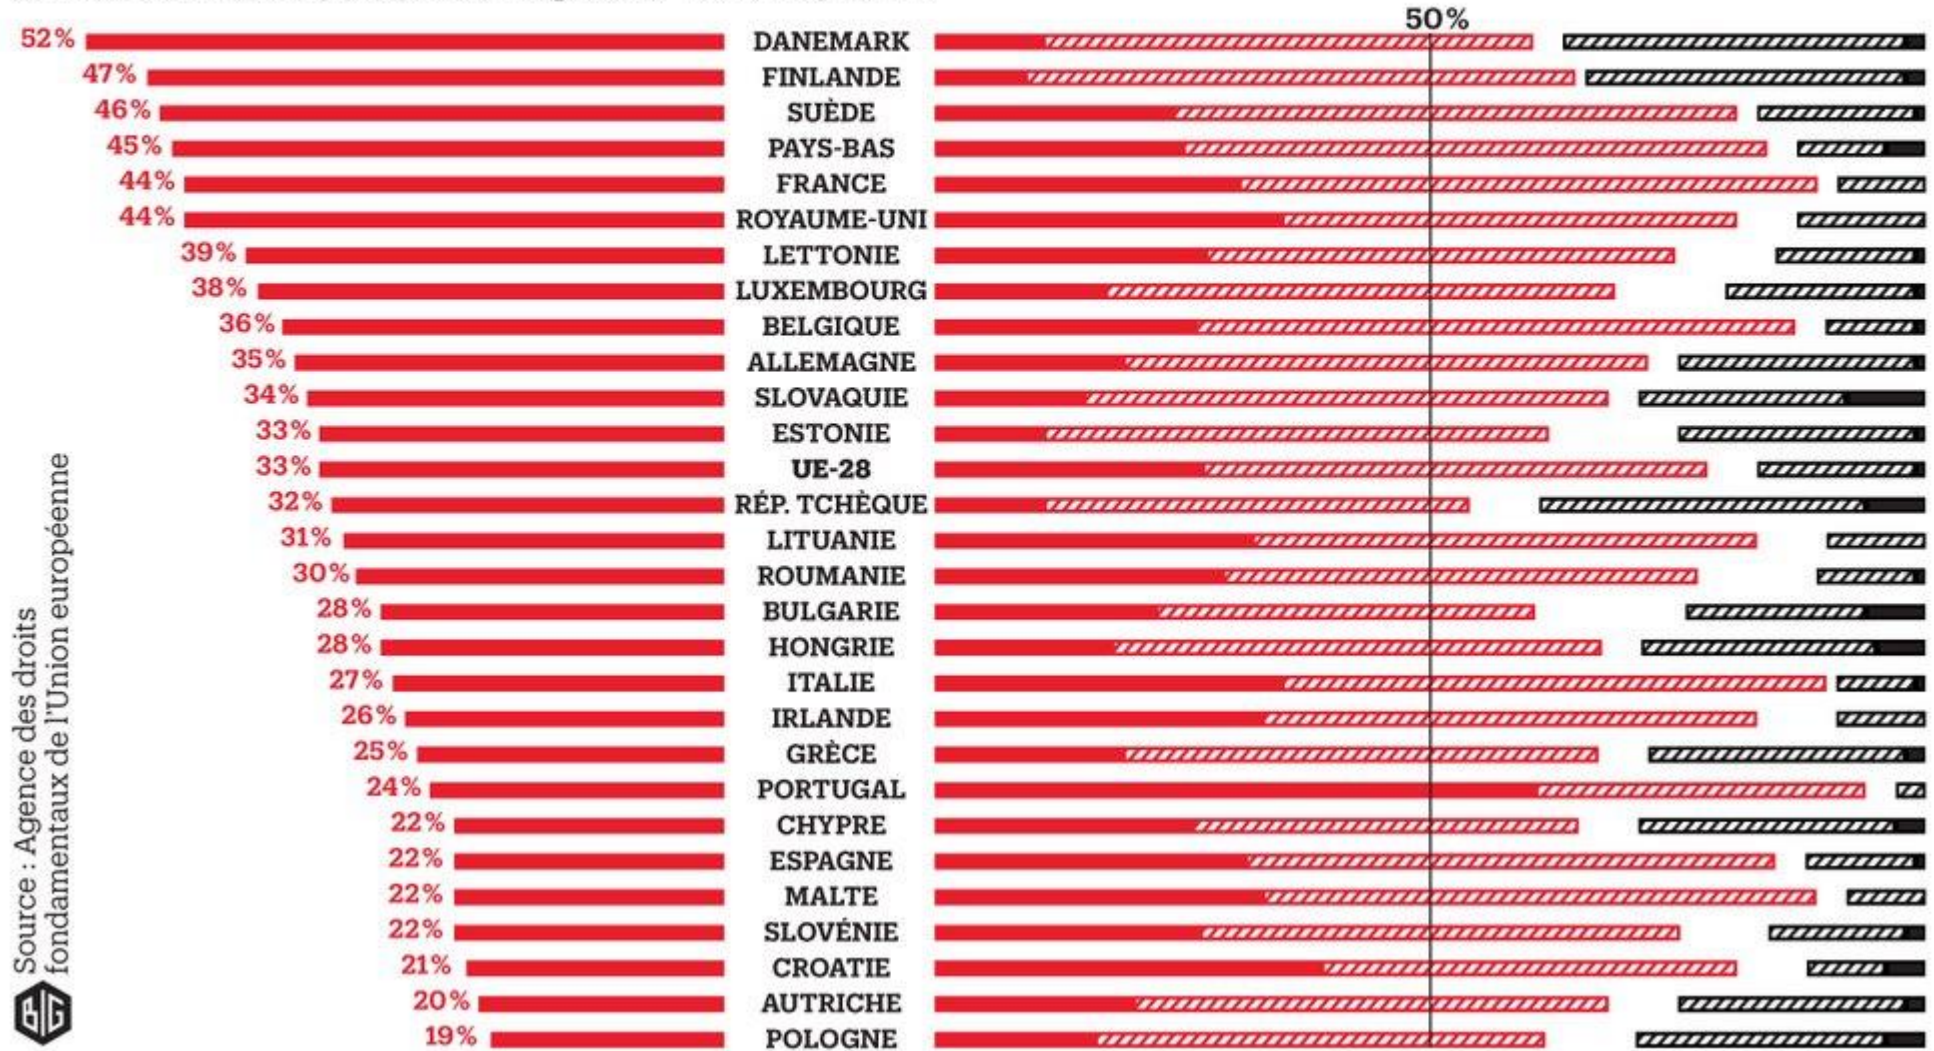 50%
52% DANEMARK
47% FINLANDE
46% SUÈDE
45% PAYS-BAS
44% FRANCE
44% ROYAUME-UNI
39% LETTONIE
38% LUXEMBOURG
36% BELGIQUE
35% ALLEMAGNE
34% SLOVAQUIE
33% ESTONIE
33% UE-28
32% RÉP. TCHÈQUE
31% LITUANIE
30% ROUMANIE
28% BULGARIE
28% HONGRIE
27% ITALIE
26% IRLANDE
25% GRÈCE
24% PORTUGAL
22% CHYPRE
22% ESPAGNE
22% MALTE
22% SLOVÉNIE
21% CROATIE
20% AUTRICHE
19% POLOGNE
Source : Agence des droits
fondamentaux de l'Union européenne
BIG